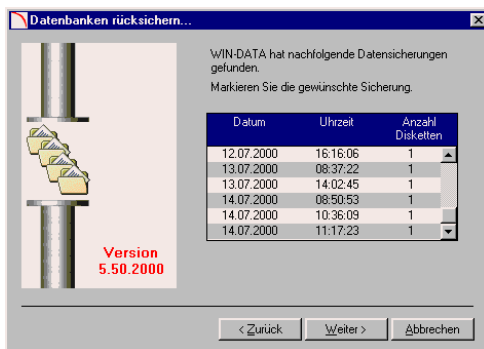 Datenbanken rücksichern...
WIN-DATA hat nachfolgende Datensicherungen
gefunden.
Markieren Sie die gewünschte Sicherung.
Datum Uhrzeit Anzahl
Disketten
12.07.2000 16:16:06 1
13.07.2000 08:37:22 1
13.07.2000 14:02:45 1
14.07.2000 08:50:53 1
14.07.2000 10:36:09 1
14.07.2000 11:17:23 1
Version
5.50.2000
< Zurück Weiter > Abbrechen